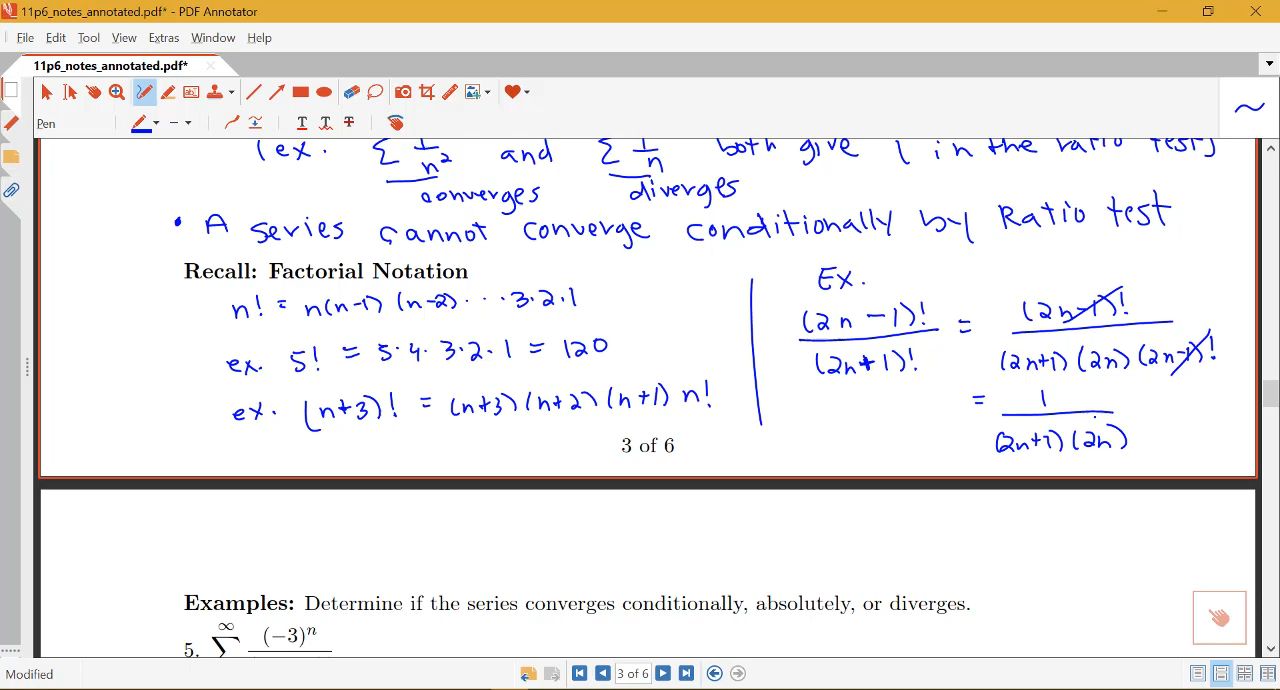 11p6_notes_annotated.pdf* - PDF Annotator
File Edit Tool View Extras Window Help
11p6_notes_annotated.pdf*
Pen
(ex. Σ 1/n² and Σ 1/n both give 1 in the ratio test)
converges diverges
• A series cannot converge conditionally by Ratio test
Recall: Factorial Notation
n! = n(n-1)(n-2)···3·2·1
ex. 5! = 5·4·3·2·1 = 120
ex. (n+3)! = (n+3)(n+2)(n+1) n!
Ex.
(2n-1)!/(2n+1)! = (2n-1)!/(2n+1)(2n)(2n-1)!
= 1/(2n+1)(2n)
3 of 6
Examples: Determine if the series converges conditionally, absolutely, or diverges.
5. ∑ ∞ (−3)ⁿ
Modified 3 of 6